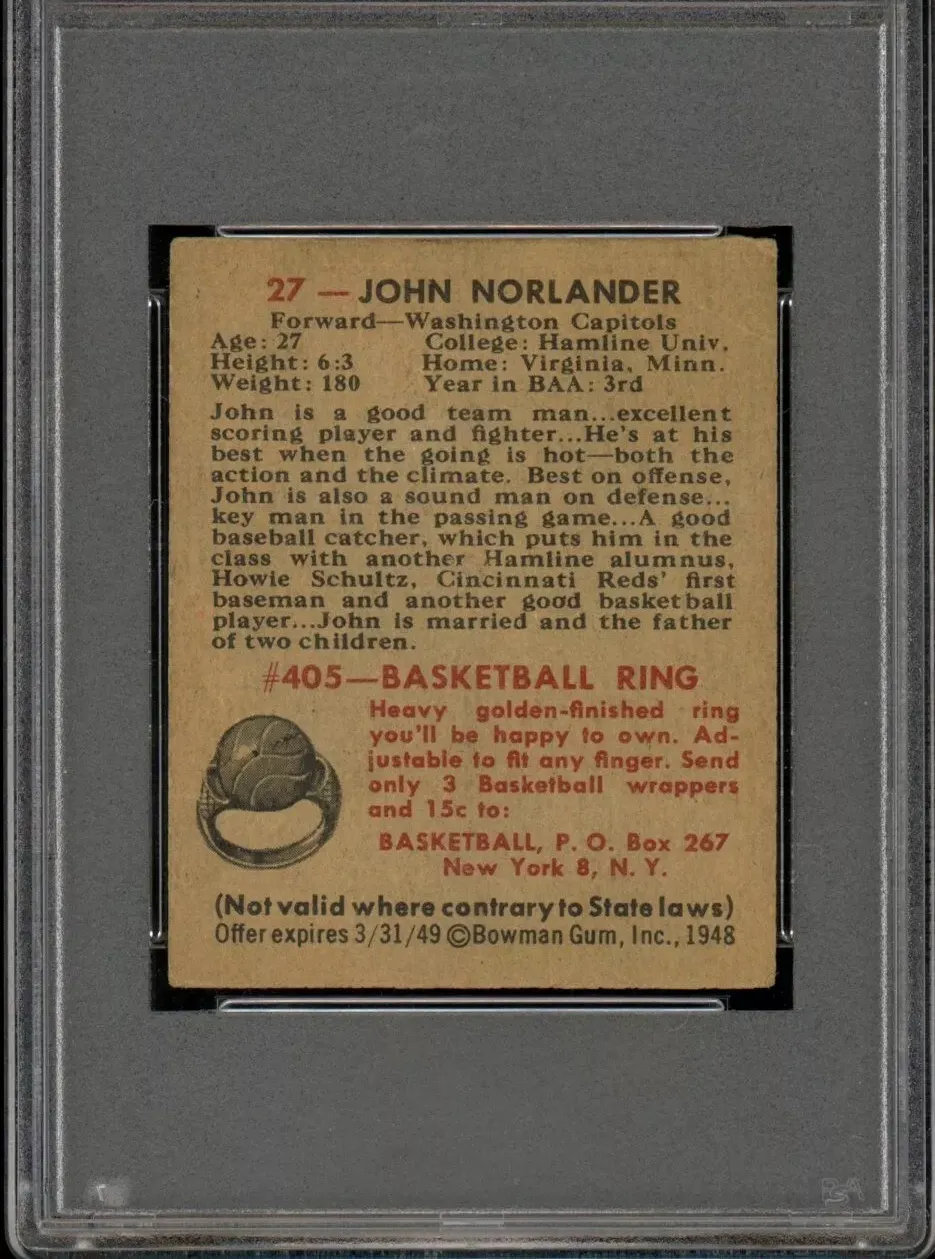 27 — JOHN NORLANDER
Forward—Washington Capitols
Age: 27 College: Hamline Univ.
Height: 6:3 Home: Virginia, Minn.
Weight: 180 Year in BAA: 3rd
John is a good team man...excellent
scoring player and fighter...He's at his
best when the going is hot—both the
action and the climate. Best on offense,
John is also a sound man on defense...
key man in the passing game...A good
baseball catcher, which puts him in the
class with another Hamline alumnus,
Howie Schultz, Cincinnati Reds' first
baseman and another good basketball
player...John is married and the father
of two children.
#405—BASKETBALL RING
Heavy golden-finished ring
you'll be happy to own. Ad-
justable to fit any finger. Send
only 3 Basketball wrappers
and 15c to:
BASKETBALL, P. O. Box 267
New York 8, N. Y.
(Not valid where contrary to State laws)
Offer expires 3/31/49 ©Bowman Gum, Inc., 1948
PSA